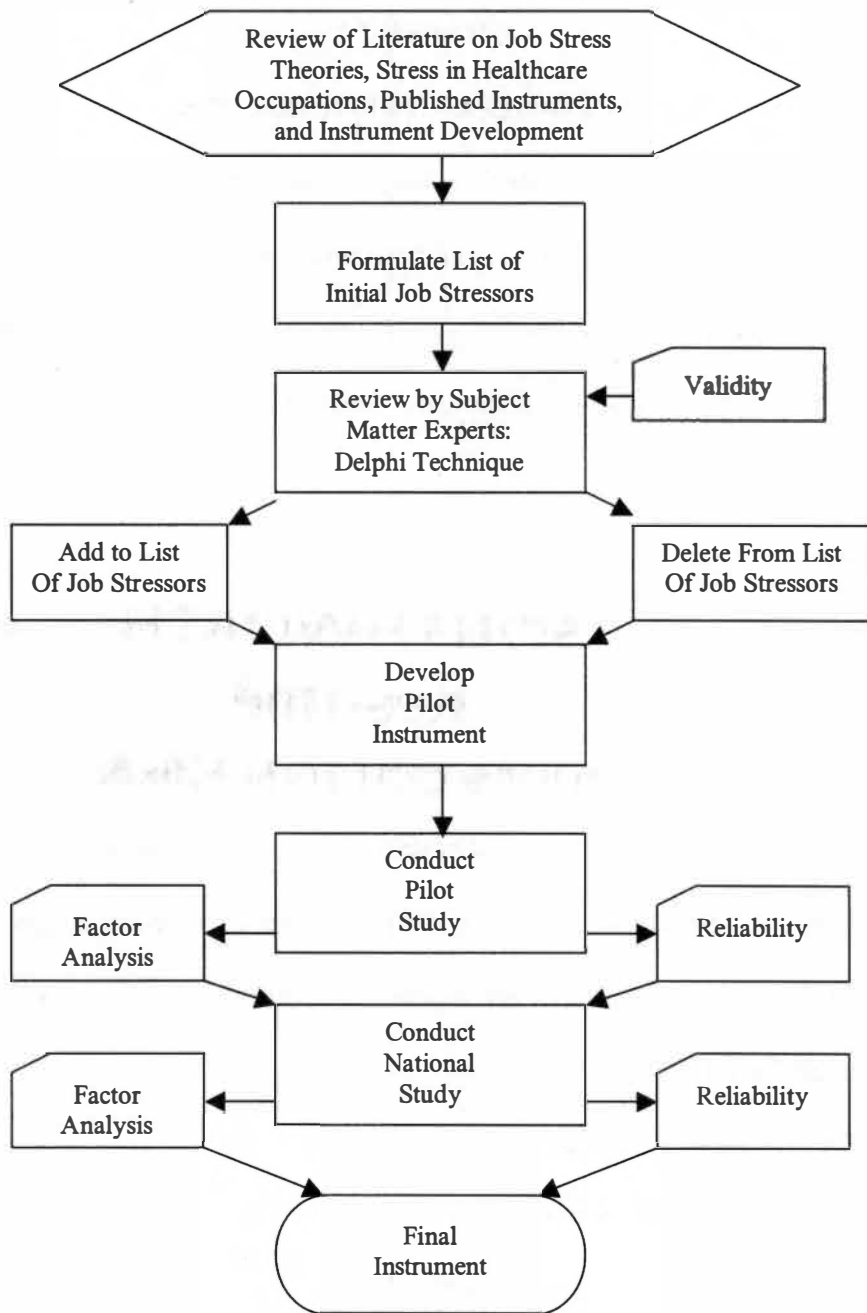 Review of Literature on Job Stress
Theories, Stress in Healthcare
Occupations, Published Instruments,
and Instrument Development
Formulate List of
Initial Job Stressors
Review by Subject
Matter Experts:
Delphi Technique
Validity
Add to List
Of Job Stressors
Delete From List
Of Job Stressors
Develop
Pilot
Instrument
Conduct
Pilot
Study
Factor
Analysis
Reliability
Conduct
National
Study
Factor
Analysis
Reliability
Final
Instrument